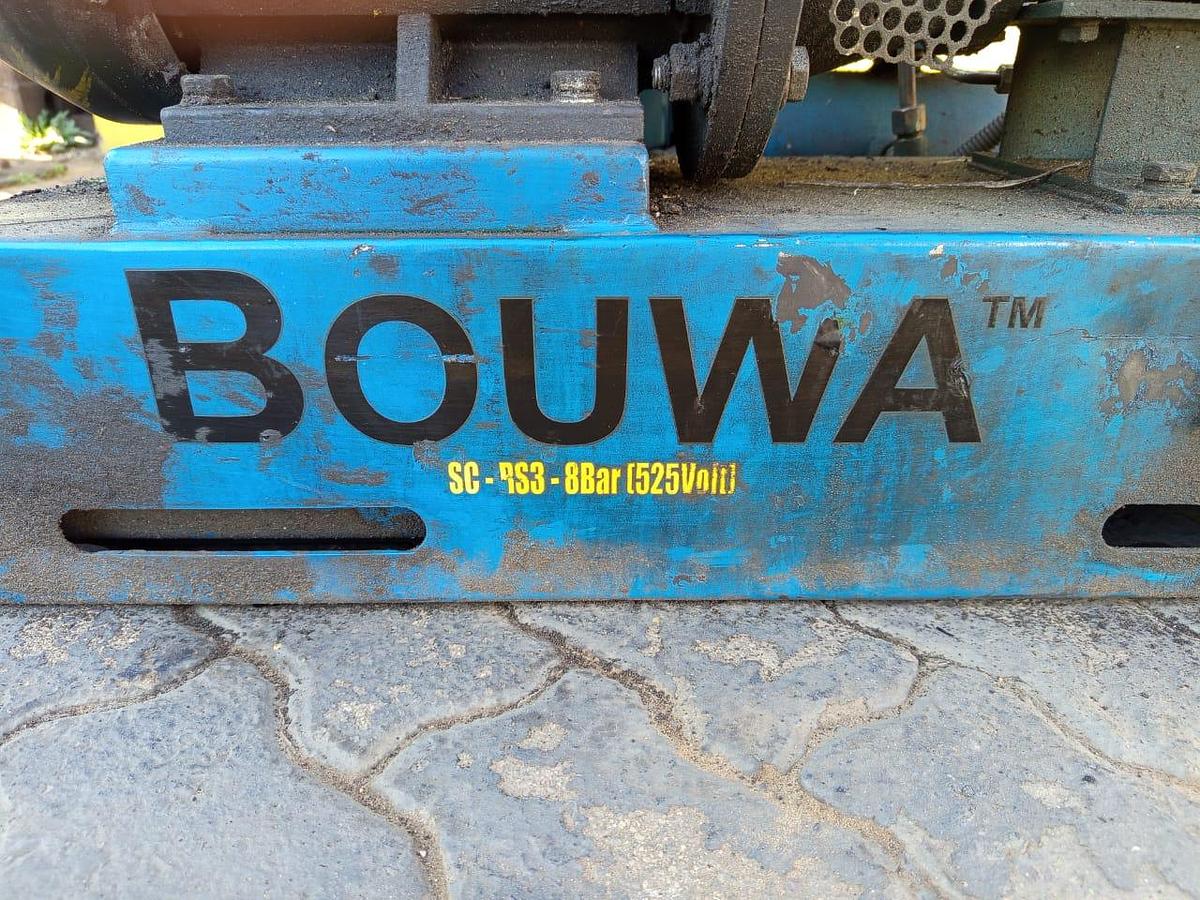 BOUWA™
SC - RS3 - 8Bar (525Volt)